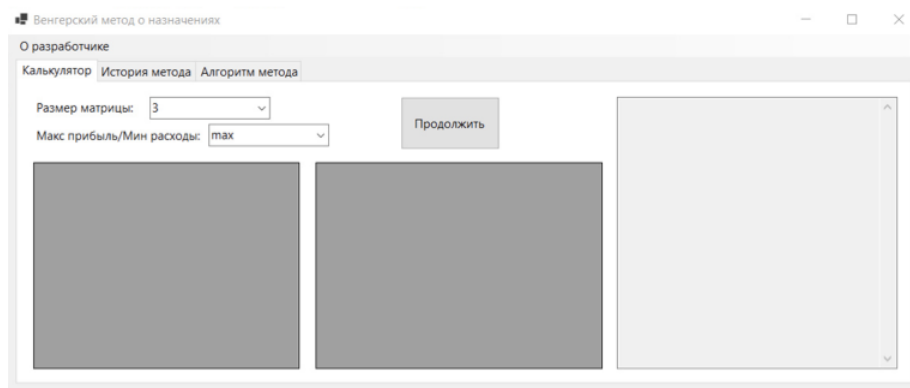 Венгерский метод о назначениях
О разработчике
Калькулятор История метода Алгоритм метода
Размер матрицы: 3
Продолжить
Макс прибыль/Мин расходы: max